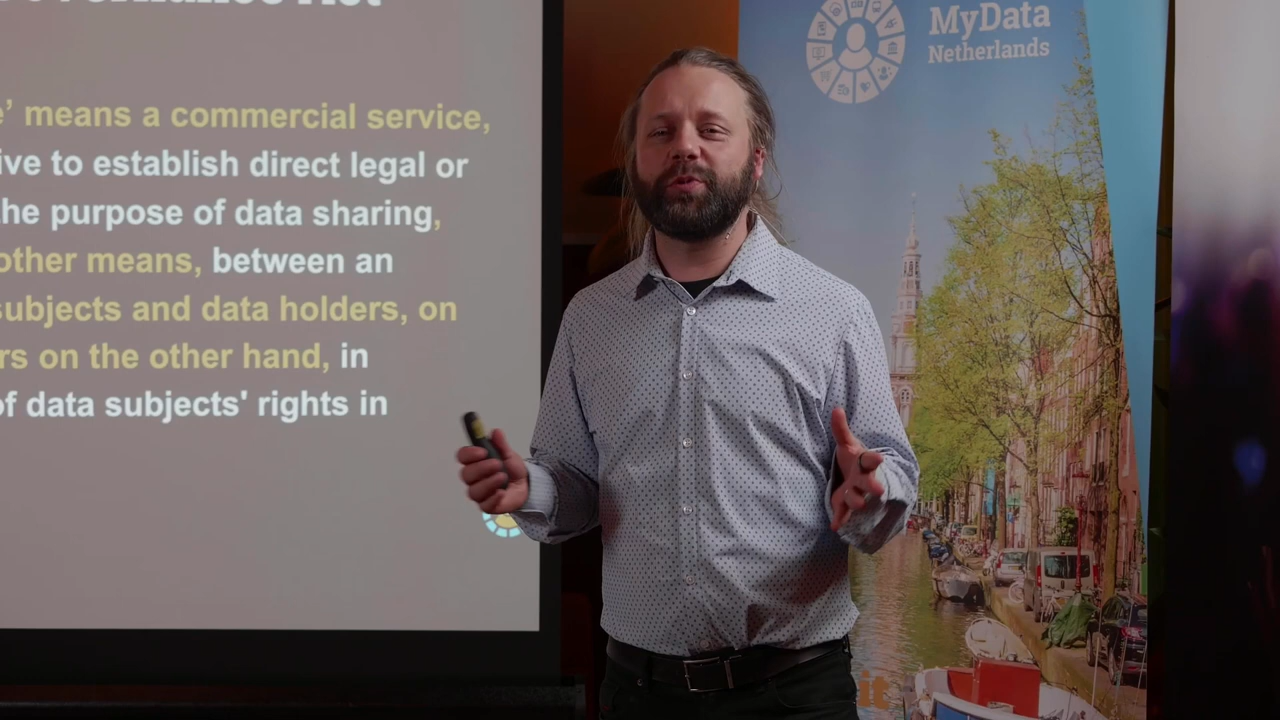 e’ means a commercial service,
ive to establish direct legal or
he purpose of data sharing,
other means, between an
subjects and data holders, on
rs on the other hand, in
of data subjects' rights in
MyData
Netherlands
it